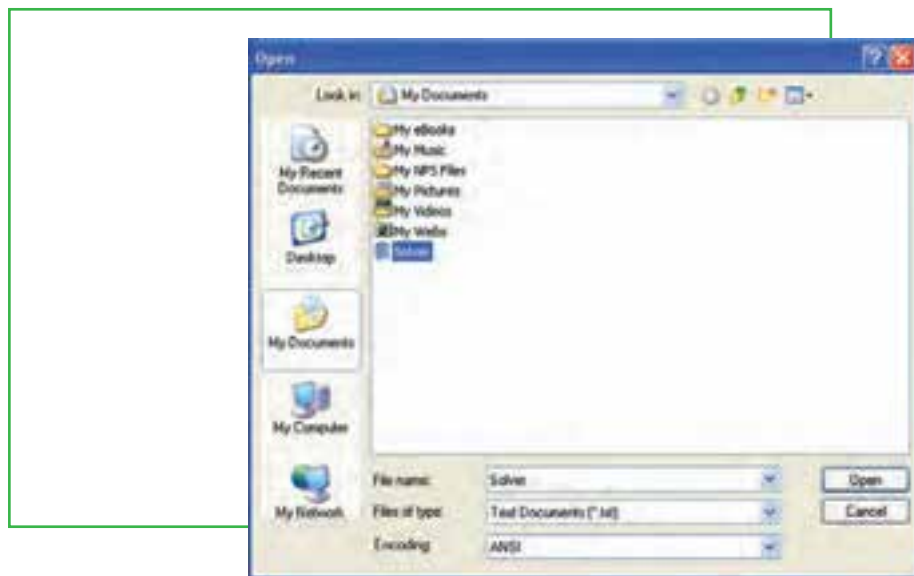 Open
Look in: My Documents
My eBooks
My Music
My NPS Files
My Pictures
My Videos
My Webs
Solver
My Recent
Documents
Desktop
My Documents
My Computer
My Network
File name: Solver Open
Files of type: Text Documents (*.txt) Cancel
Encoding: ANSI